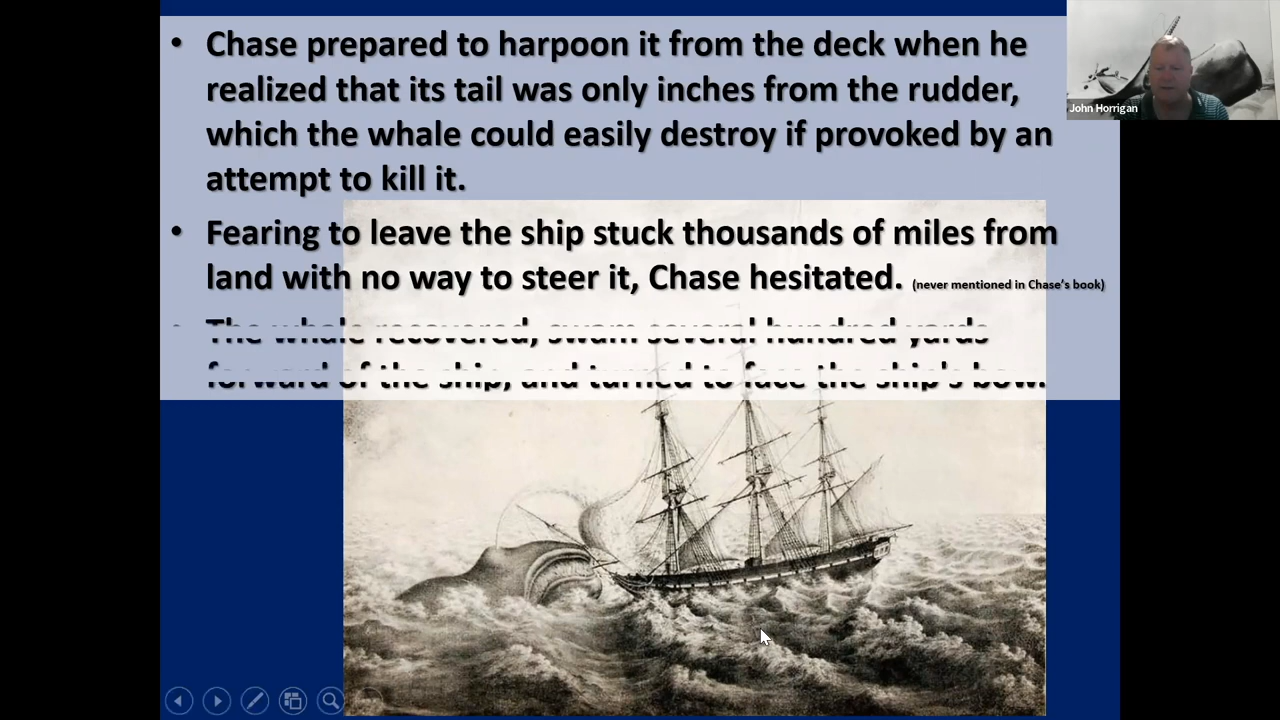 • Chase prepared to harpoon it from the deck when he
realized that its tail was only inches from the rudder,
which the whale could easily destroy if provoked by an
attempt to kill it.
• Fearing to leave the ship stuck thousands of miles from
land with no way to steer it, Chase hesitated. (never mentioned in Chase's book)
• The whale recovered, swam several hundred yards
forward of the ship, and turned to face the ship's bow.
John Horrigan